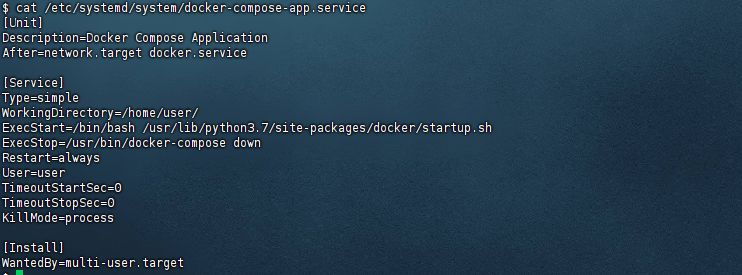 $ cat /etc/systemd/system/docker-compose-app.service
[Unit]
Description=Docker Compose Application
After=network.target docker.service

[Service]
Type=simple
WorkingDirectory=/home/user/
ExecStart=/bin/bash /usr/lib/python3.7/site-packages/docker/startup.sh
ExecStop=/usr/bin/docker-compose down
Restart=always
User=user
TimeoutStartSec=0
TimeoutStopSec=0
KillMode=process

[Install]
WantedBy=multi-user.target
$